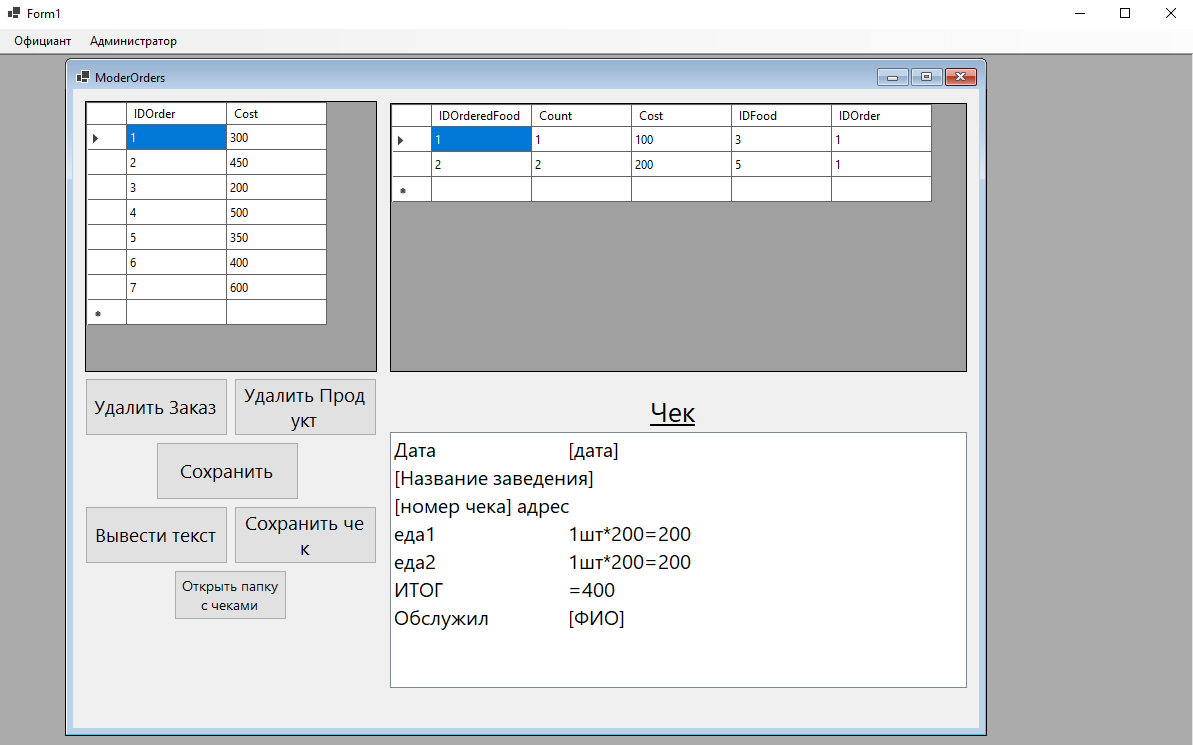 Form1
Официант Администратор
ModerOrders
IDOrder Cost
1 300
2 450
3 200
4 500
5 350
6 400
7 600
IDOrderedFood Count Cost IDFood IDOrder
1 1 100 3 1
2 2 200 5 1
Удалить Заказ
Удалить Прод
укт
Сохранить
Вывести текст
Сохранить че
к
Открыть папку
с чеками
Чек
Дата [дата]
[Название заведения]
[номер чека] адрес
еда1 1шт*200=200
еда2 1шт*200=200
ИТОГ =400
Обслужил [ФИО]